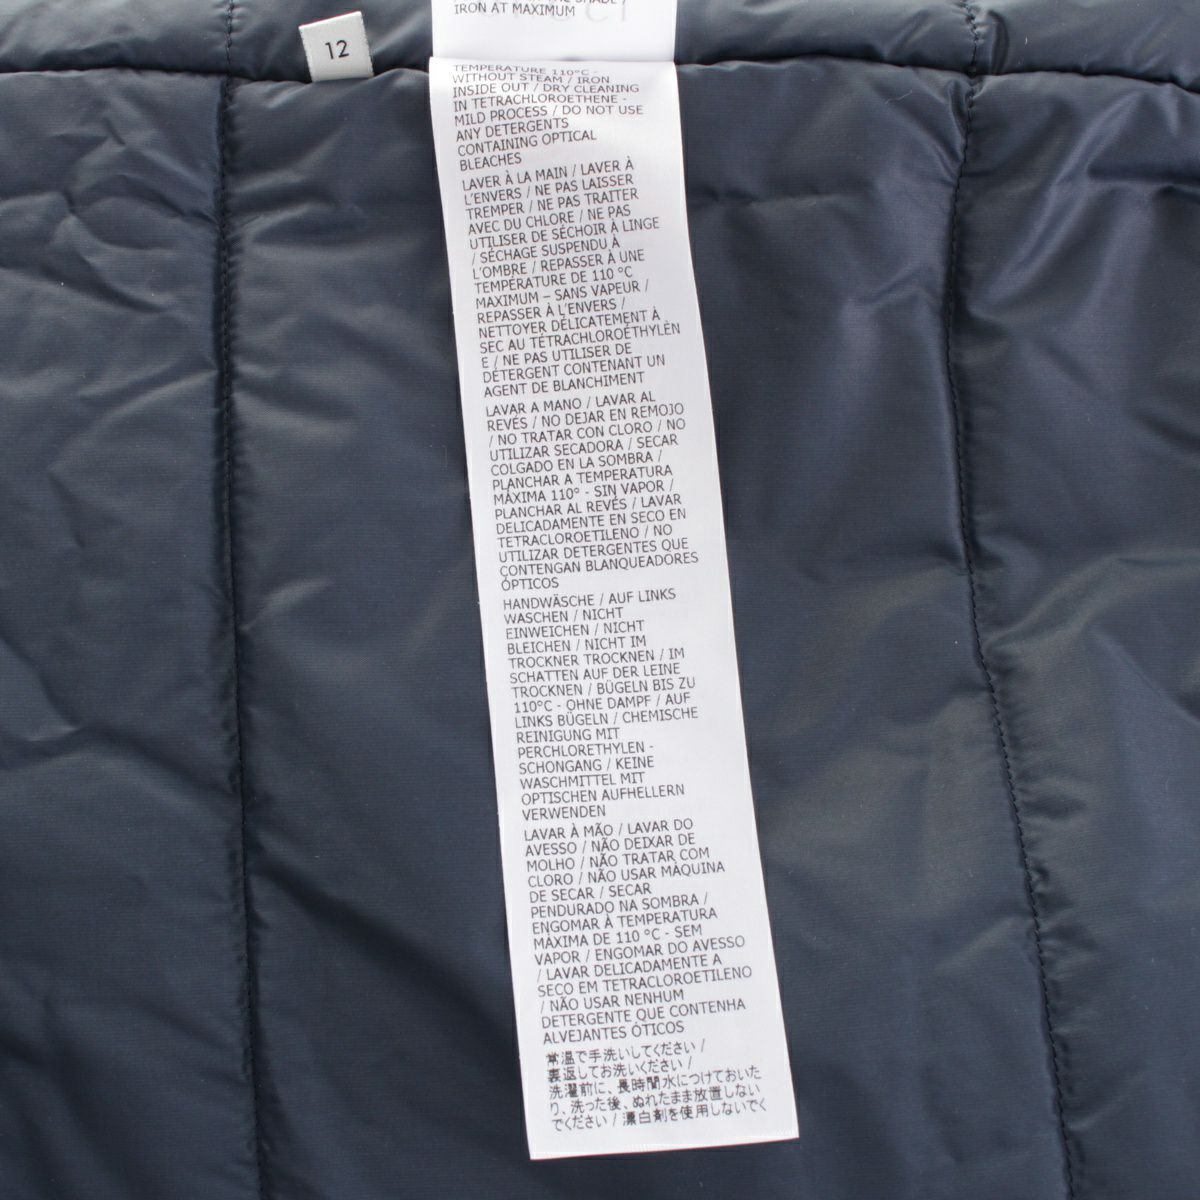 IRON AT MAXIMUM
12
TEMPERATURE 110°C -
WITHOUT STEAM / IRON
INSIDE OUT / DRY CLEANING
IN TETRACHLOROETHENE -
MILD PROCESS / DO NOT USE
ANY DETERGENTS
CONTAINING OPTICAL
BLEACHES
LAVER À LA MAIN / LAVER À
L'ENVERS / NE PAS LAISSER
TREMPER / NE PAS TRAITER
AVEC DU CHLORE / NE PAS
UTILISER DE SÉCHOIR À LINGE
/ SÉCHAGE SUSPENDU À
L'OMBRE / REPASSER À UNE
TEMPÉRATURE DE 110 °C
MAXIMUM – SANS VAPEUR /
REPASSER À L'ENVERS /
NETTOYER DÉLICATEMENT À
SEC AU TÉTRACHLOROÉTHYLÈN
E / NE PAS UTILISER DE
DÉTERGENT CONTENANT UN
AGENT DE BLANCHIMENT
LAVAR A MANO / LAVAR AL
REVÉS / NO DEJAR EN REMOJO
/ NO TRATAR CON CLORO / NO
UTILIZAR SECADORA / SECAR
COLGADO EN LA SOMBRA /
PLANCHAR A TEMPERATURA
MÁXIMA 110° - SIN VAPOR /
PLANCHAR AL REVÉS / LAVAR
DELICADAMENTE EN SECO EN
TETRACLOROETILENO / NO
UTILIZAR DETERGENTES QUE
CONTENGAN BLANQUEADORES
ÓPTICOS
HANDWÄSCHE / AUF LINKS
WASCHEN / NICHT
EINWEICHEN / NICHT
BLEICHEN / NICHT IM
TROCKNER TROCKNEN / IM
SCHATTEN AUF DER LEINE
TROCKNEN / BÜGELN BIS ZU
110°C - OHNE DAMPF / AUF
LINKS BÜGELN / CHEMISCHE
REINIGUNG MIT
PERCHLORETHYLEN -
SCHONGANG / KEINE
WASCHMITTEL MIT
OPTISCHEN AUFHELLERN
VERWENDEN
LAVAR À MÃO / LAVAR DO
AVESSO / NÃO DEIXAR DE
MOLHO / NÃO TRATAR COM
CLORO / NÃO USAR MÁQUINA
DE SECAR / SECAR
PENDURADO NA SOMBRA /
ENGOMAR À TEMPERATURA
MÁXIMA DE 110 °C - SEM
VAPOR / ENGOMAR DO AVESSO
/ LAVAR DELICADAMENTE A
SECO EM TETRACLOROETILENO
/ NÃO USAR NENHUM
DETERGENTE QUE CONTENHA
ALVEJANTES ÓTICOS
常温で手洗いしてください /
裏返してお洗いください /
洗濯前に、長時間水につけておいた
り、洗った後、ぬれたまま放置しない
でください / 漂白剤を使用しないでく